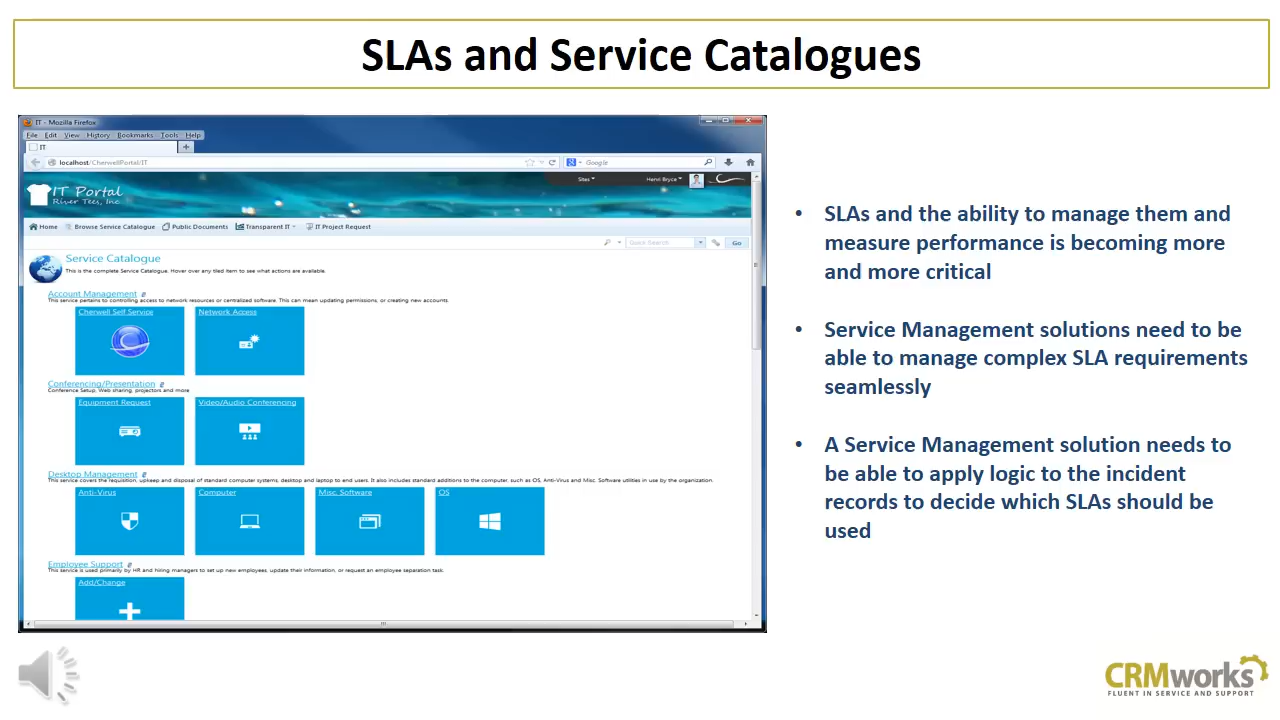 SLAs and Service Catalogues
IT - Mozilla Firefox
File Edit View History Bookmarks Tools Help
IT
localhost/CherwellPortal/IT
Google
Sites
Henri Bryce
IT Portal
River Tees, Inc.
Home Browse Service Catalogue Public Documents Transparent IT IT Project Request
Quick Search Go
Service Catalogue
This is the complete Service Catalogue. Hover over any tiled item to see what actions are available.
Account Management
This service pertains to controlling access to network resources or centralized software. This can mean updating permissions, or creating new accounts.
Cherwell Self Service Network Access
Conferencing/Presentation
Conference Setup, Web sharing, projectors and more
Equipment Request Video/Audio Conferencing
Desktop Management
This service covers the requisition, upkeep and disposal of standard computer systems, desktop and laptop to end users. It also includes standard additions to the computer, such as OS, Anti-Virus and Misc. Software utilities in use by the organization.
Anti-Virus Computer Misc. Software OS
Employee Support
This service is used primarily by HR and hiring managers to set up new employees, update their information, or request an employee separation task.
Add/Change
• SLAs and the ability to manage them and
measure performance is becoming more
and more critical
• Service Management solutions need to be
able to manage complex SLA requirements
seamlessly
• A Service Management solution needs to
be able to apply logic to the incident
records to decide which SLAs should be
used
CRMworks
FLUENT IN SERVICE AND SUPPORT